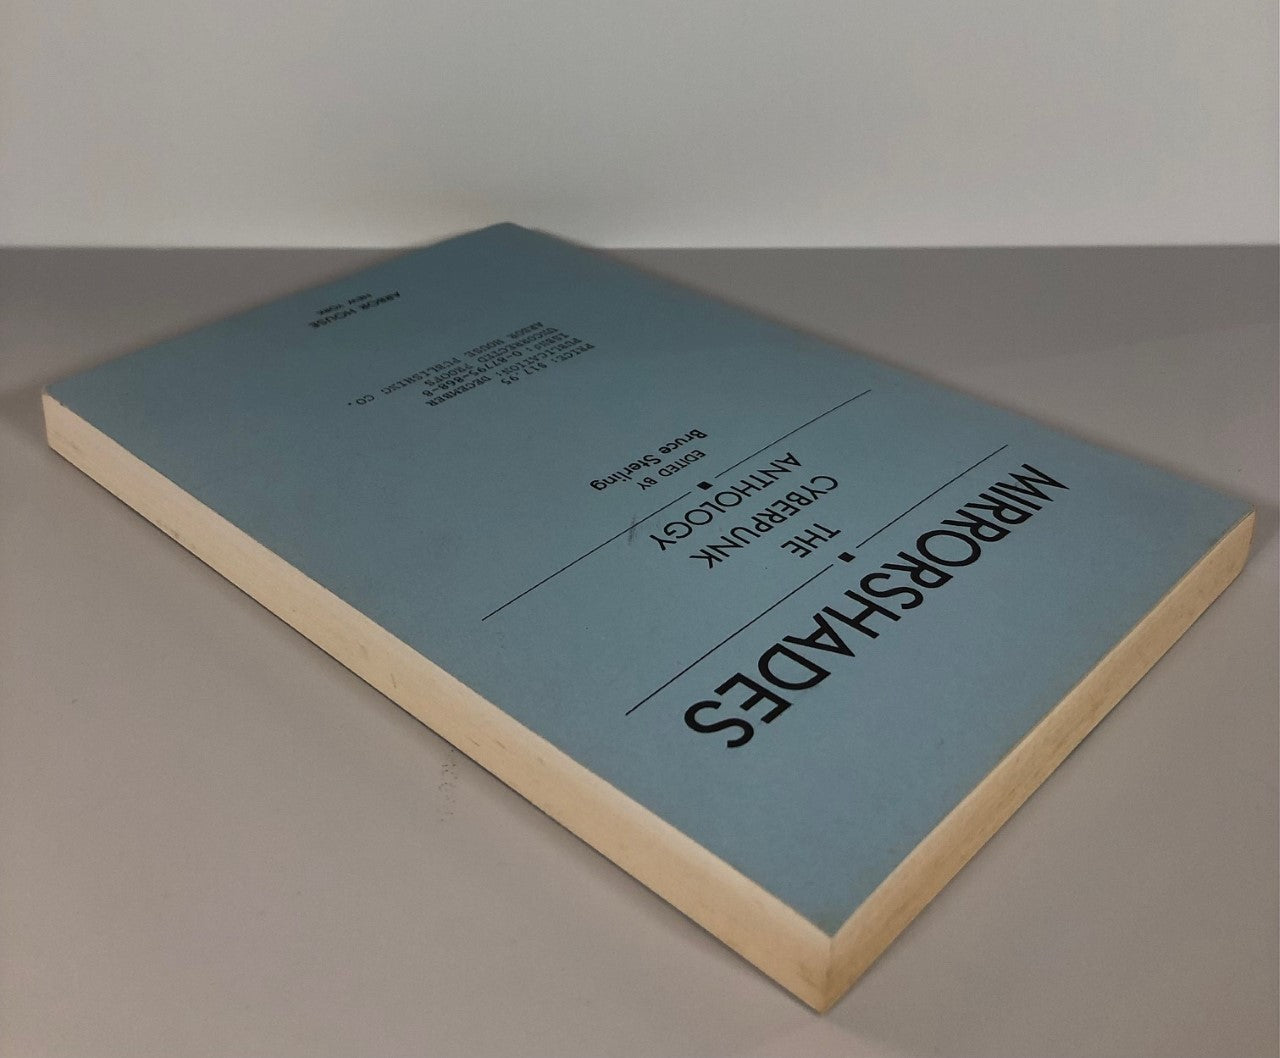 MIRRORSHADES
THE
CYBERPUNK
ANTHOLOGY
EDITED BY
Bruce Sterling
PRICE: $17.95
PUBLICATION: DECEMBER
ISBN: 0-87795-868-8
UNCORRECTED PROOFS
ARBOR HOUSE PUBLISHING CO.
ARBOR HOUSE
NEW YORK